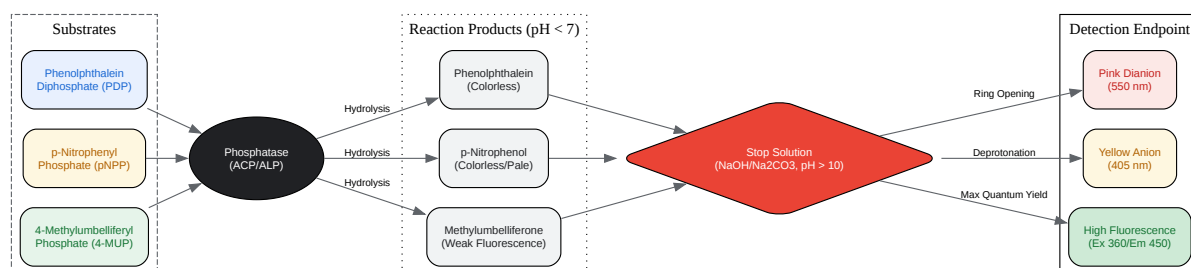 Substrates
Phenolphthalein
Diphosphate (PDP)
p-Nitrophenyl
Phosphate (pNPP)
4-Methylumbelliferyl
Phosphate (4-MUP)
Phosphatase
(ACP/ALP)
Hydrolysis
Hydrolysis
Hydrolysis
Reaction Products (pH < 7)
Phenolphthalein
(Colorless)
p-Nitrophenol
(Colorless/Pale)
Methylumbelliferone
(Weak Fluorescence)
Stop Solution
(NaOH/Na2CO3, pH > 10)
Ring Opening
Deprotonation
Max Quantum Yield
Detection Endpoint
Pink Dianion
(550 nm)
Yellow Anion
(405 nm)
High Fluorescence
(Ex 360/Em 450)